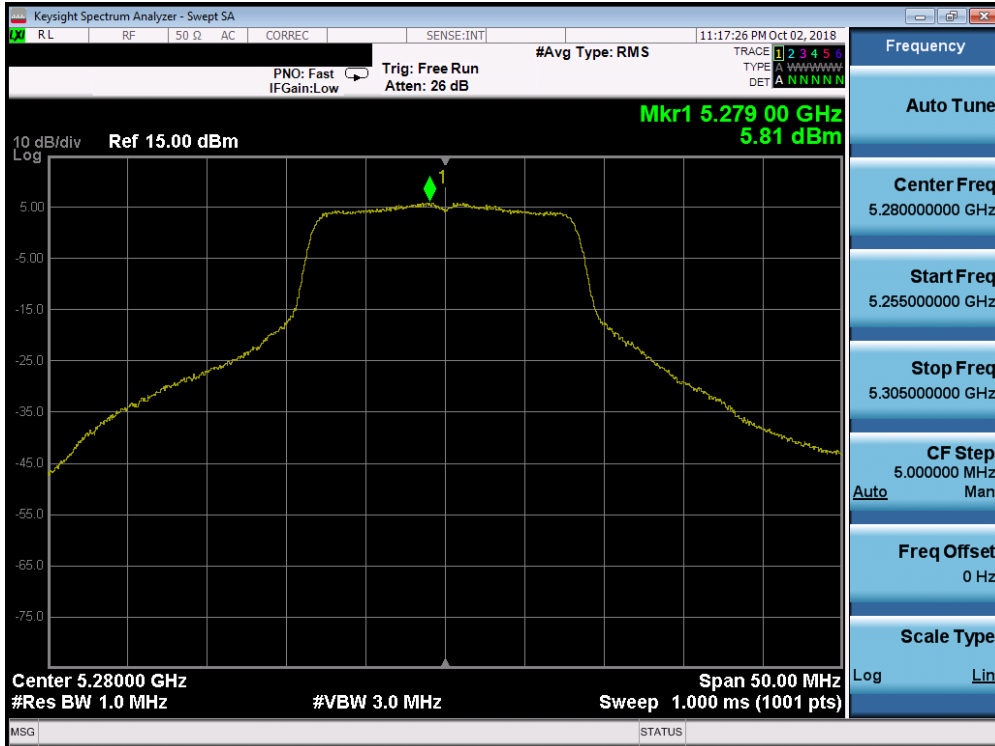 Keysight Spectrum Analyzer - Swept SA
LXI RL RF 50 Ω AC CORREC SENSE:INT 11:17:26 PM Oct 02, 2018
#Avg Type: RMS TRACE 1 2 3 4 5 6
PNO: Fast Trig: Free Run TYPE A WWWWW
IFGain:Low Atten: 26 dB DET A N N N N N
Mkr1 5.279 00 GHz
5.81 dBm
10 dB/div Ref 15.00 dBm
Log
1
5.00
-5.00
-15.0
-25.0
-35.0
-45.0
-55.0
-65.0
-75.0
Center 5.28000 GHz Span 50.00 MHz
#Res BW 1.0 MHz #VBW 3.0 MHz Sweep 1.000 ms (1001 pts)
MSG STATUS
Frequency
Auto Tune
Center Freq
5.280000000 GHz
Start Freq
5.255000000 GHz
Stop Freq
5.305000000 GHz
CF Step
5.000000 MHz
Auto Man
Freq Offset
0 Hz
Scale Type
Log Lin